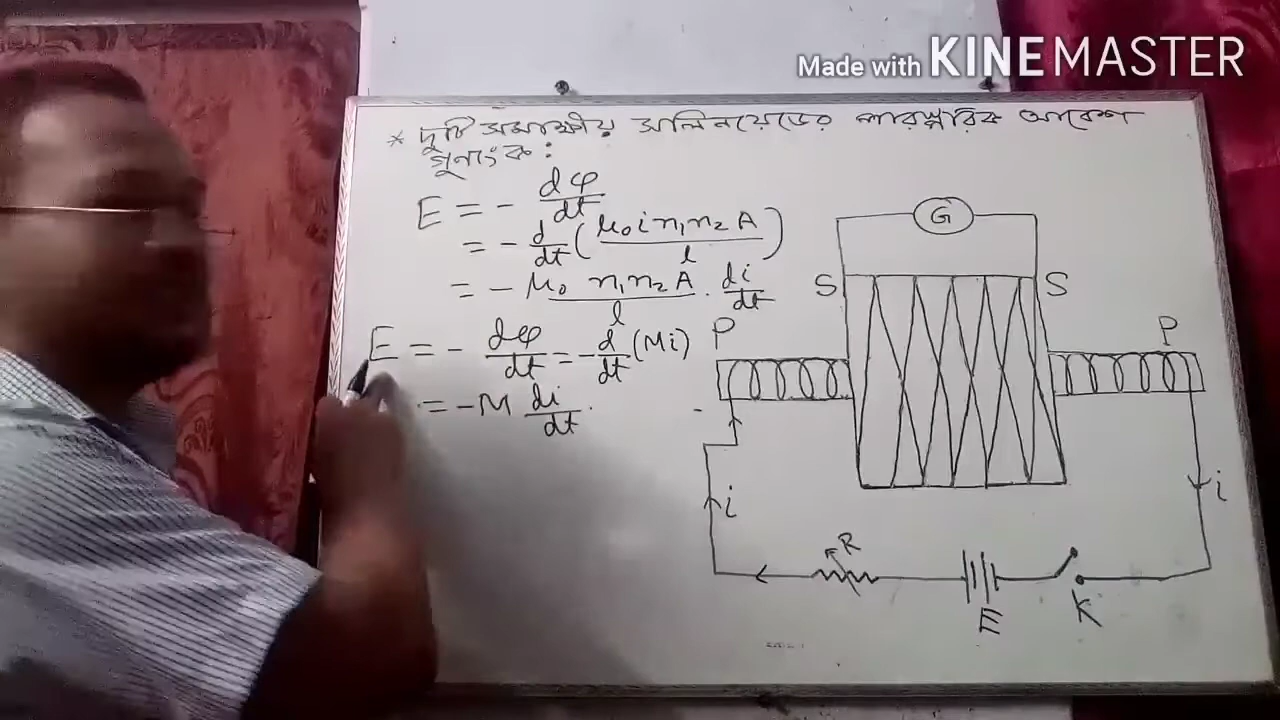 Made with KINEMASTER
* দুটি সমাক্ষীয় সলিনয়েডের পারস্পরিক আবেশ
গুণাংক :
E = - dφ/dt
= - d/dt (μ₀ i n₁ n₂ A / l)
= - μ₀ n₁ n₂ A / l . di/dt
E = - dφ/dt = - d/dt (Mi)
= - M di/dt
G
S S
P P
i i
R
E
K